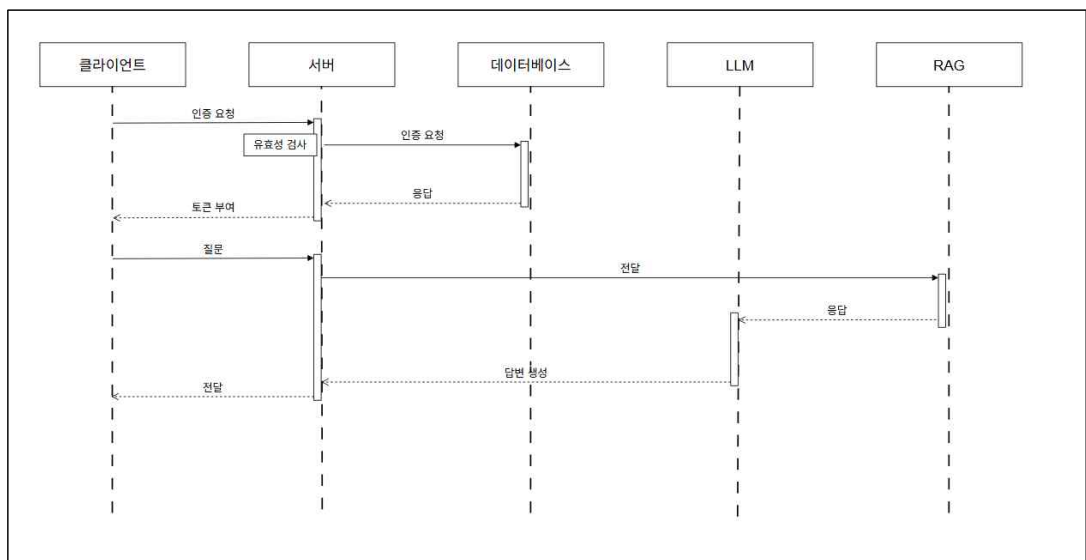 클라이언트
서버
데이터베이스
LLM
RAG
인증 요청
유효성 검사
인증 요청
응답
토큰 부여
질문
전달
응답
답변 생성
전달